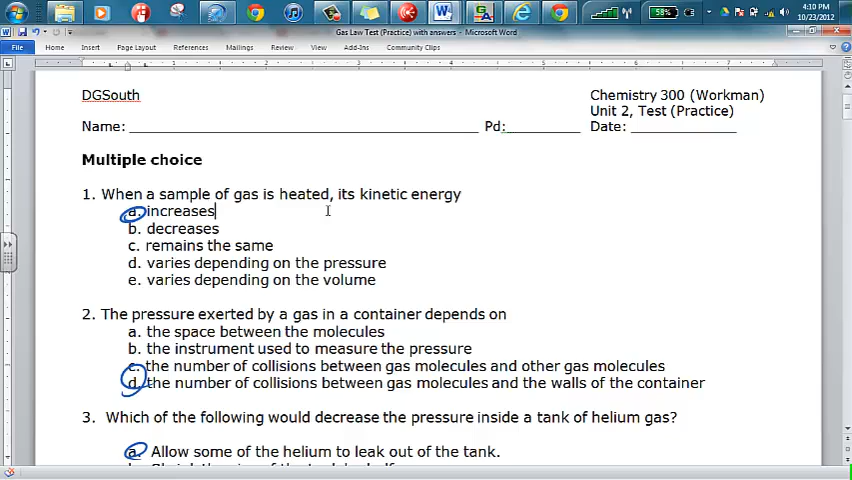 4:10 PM
58%
10/23/2012
Gas Law Test (Practice) with answers - Microsoft Word
File Home Insert Page Layout References Mailings Review View Add-Ins Community Clips
DGSouth
Chemistry 300 (Workman)
Unit 2, Test (Practice)
Name: ______ Pd:______ Date: ______
Multiple choice
1. When a sample of gas is heated, its kinetic energy
a. increases
b. decreases
c. remains the same
d. varies depending on the pressure
e. varies depending on the volume
2. The pressure exerted by a gas in a container depends on
a. the space between the molecules
b. the instrument used to measure the pressure
c. the number of collisions between gas molecules and other gas molecules
d. the number of collisions between gas molecules and the walls of the container
3. Which of the following would decrease the pressure inside a tank of helium gas?
a. Allow some of the helium to leak out of the tank.